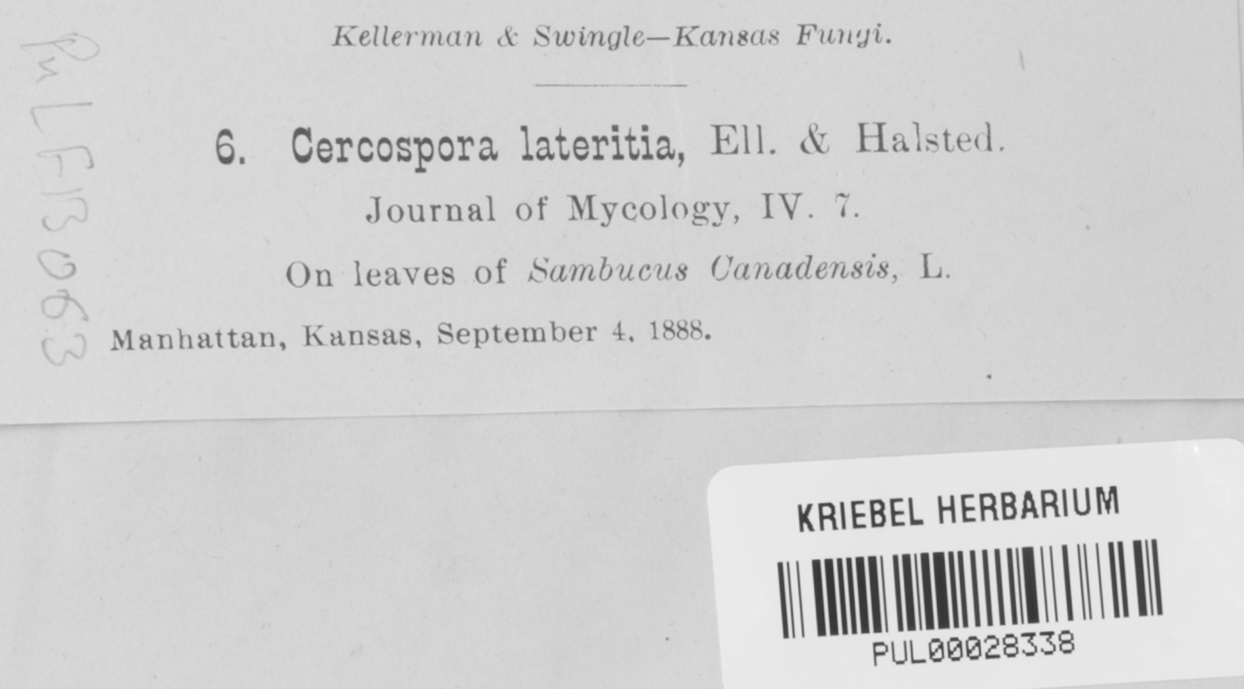 Kellerman & Swingle—Kansas Fungi.
6. Cercospora lateritia, Ell. & Halsted.
Journal of Mycology, IV. 7.
On leaves of Sambucus Canadensis, L.
Manhattan, Kansas, September 4, 1888.
PuLFB063
KRIEBEL HERBARIUM
PUL00028338